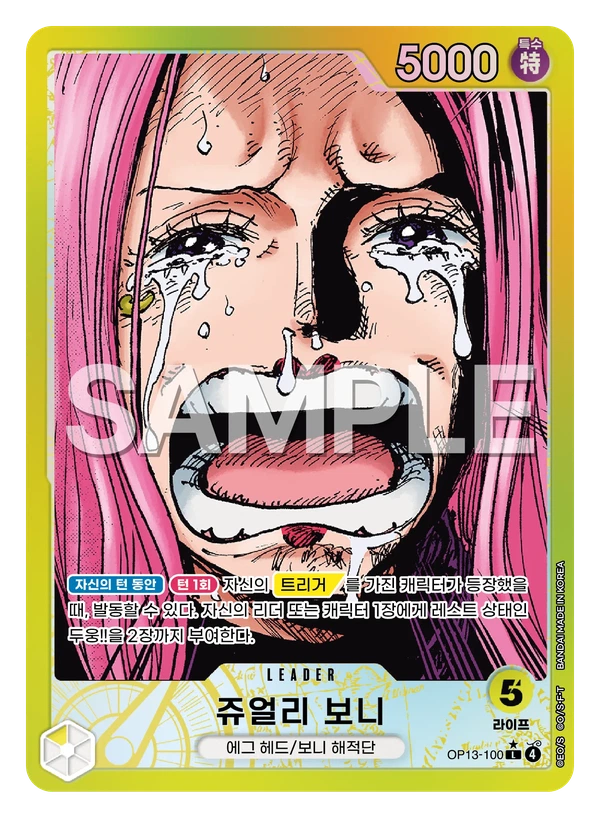 특수
5000 特
SAMPLE
자신의 턴 동안 턴 1회 자신의 트리거 를 가진 캐릭터가 등장했을
때, 발동할 수 있다. 자신의 리더 또는 캐릭터 1장에게 레스트 상태인
두웅!!을 2장까지 부여한다.
LEADER
쥬얼리 보니
5
라이프
에그 헤드/보니 해적단
OP13-100 L 4
©EO/S ©O/S·F·T BANDAI MADE IN KOREA